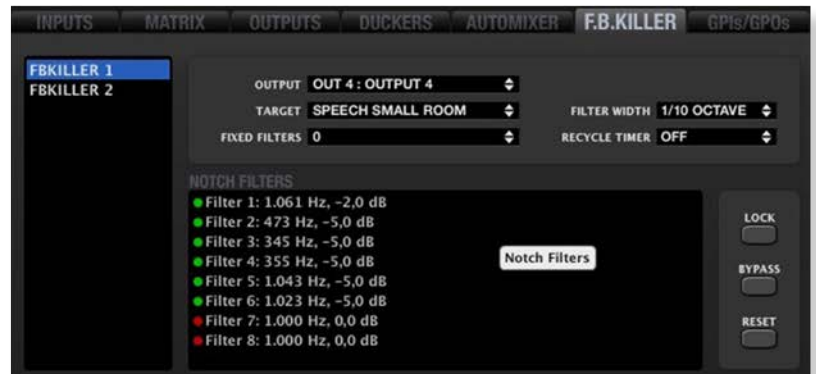 INPUTS MATRIX OUTPUTS DUCKERS AUTOMIXER F.B.KILLER GPIs/GPOs
FBKILLER 1
FBKILLER 2
OUTPUT OUT 4 : OUTPUT 4
TARGET SPEECH SMALL ROOM FILTER WIDTH 1/10 OCTAVE
FIXED FILTERS 0 RECYCLE TIMER OFF
NOTCH FILTERS
Filter 1: 1.061 Hz, -2,0 dB
Filter 2: 473 Hz, -5,0 dB
Filter 3: 345 Hz, -5,0 dB
Filter 4: 355 Hz, -5,0 dB
Filter 5: 1.043 Hz, -5,0 dB
Filter 6: 1.023 Hz, -5,0 dB
Filter 7: 1.000 Hz, 0,0 dB
Filter 8: 1.000 Hz, 0,0 dB
Notch Filters
LOCK
BYPASS
RESET